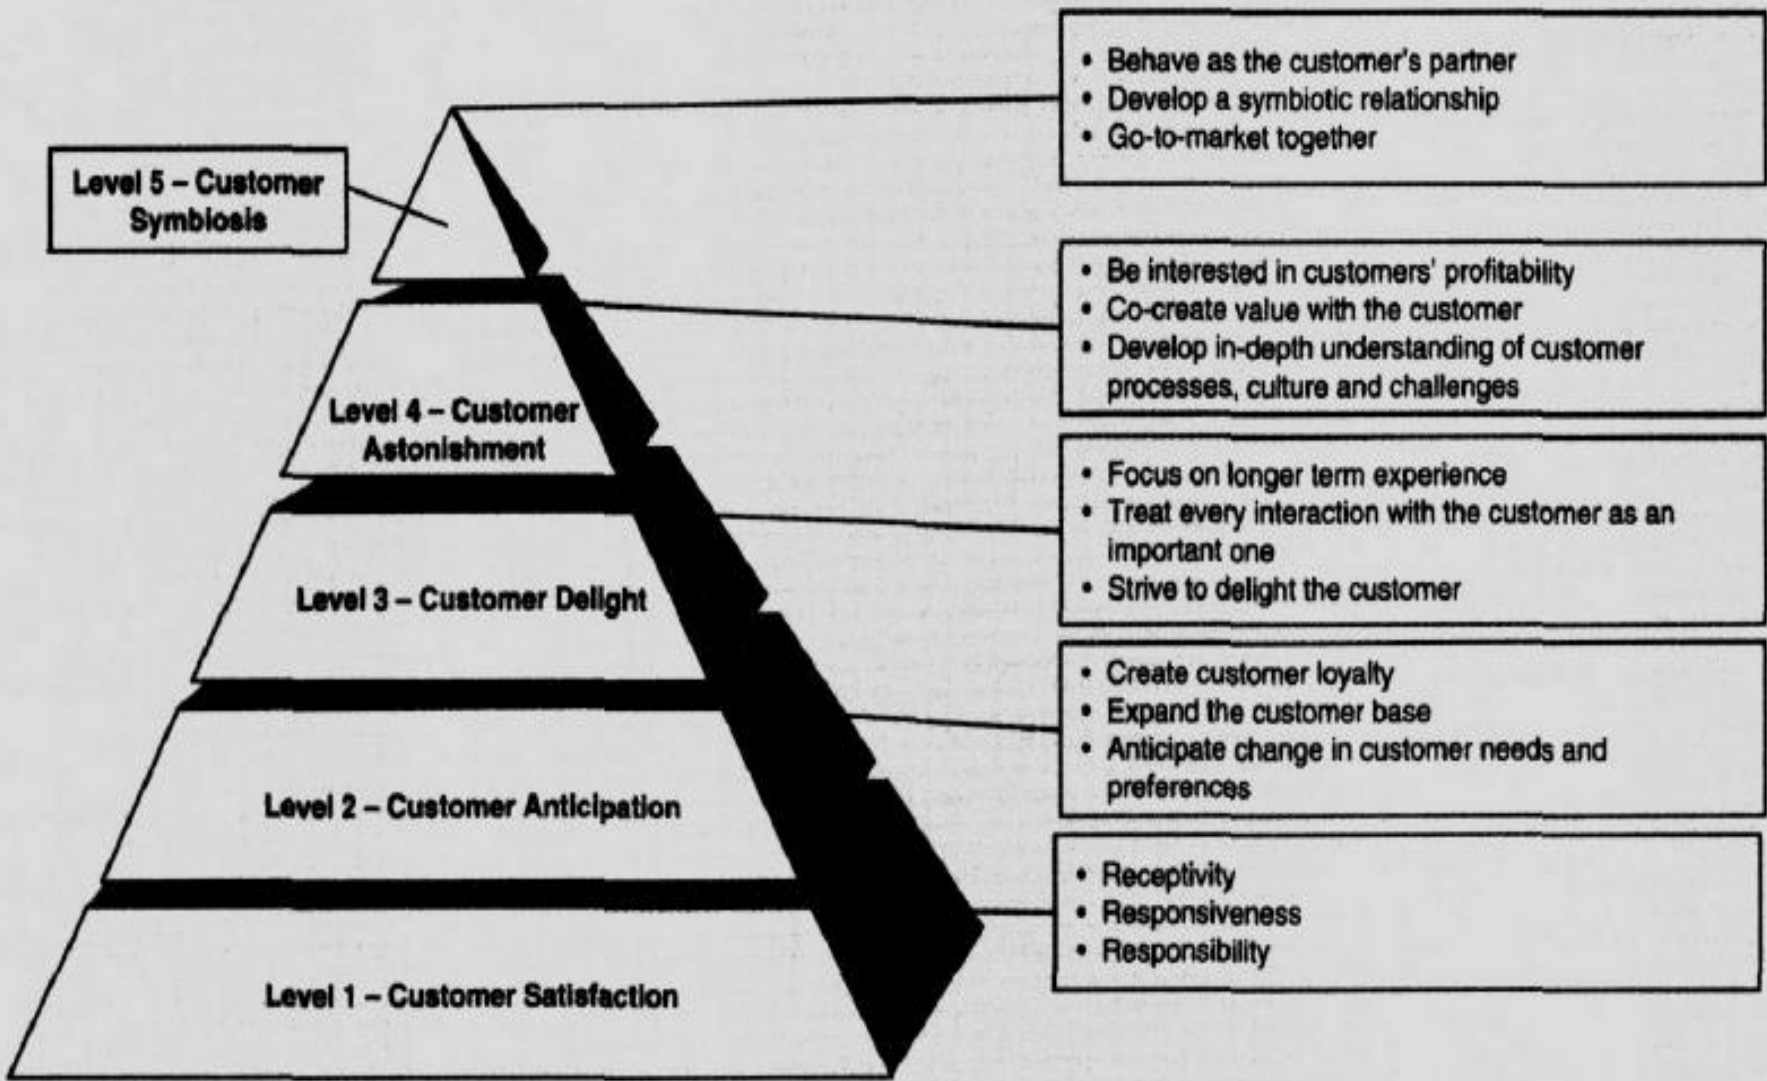 • Behave as the customer's partner
• Develop a symbiotic relationship
• Go-to-market together
Level 5 – Customer
Symbiosis
• Be interested in customers' profitability
• Co-create value with the customer
• Develop in-depth understanding of customer
processes, culture and challenges
Level 4 – Customer
Astonishment
• Focus on longer term experience
• Treat every interaction with the customer as an
important one
• Strive to delight the customer
Level 3 – Customer Delight
• Create customer loyalty
• Expand the customer base
• Anticipate change in customer needs and
preferences
Level 2 – Customer Anticipation
• Receptivity
• Responsiveness
• Responsibility
Level 1 – Customer Satisfaction